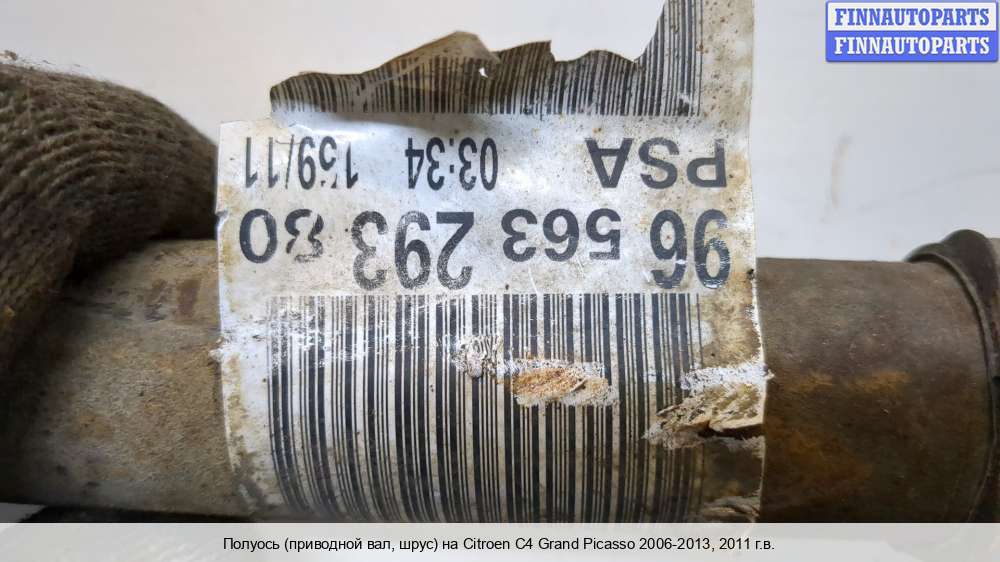 FINNAUTOPARTS
FINNAUTOPARTS
96 563 293 80
PSA 03:34 159/11
Полуось (приводной вал, шрус) на Citroen C4 Grand Picasso 2006-2013, 2011 г.в.